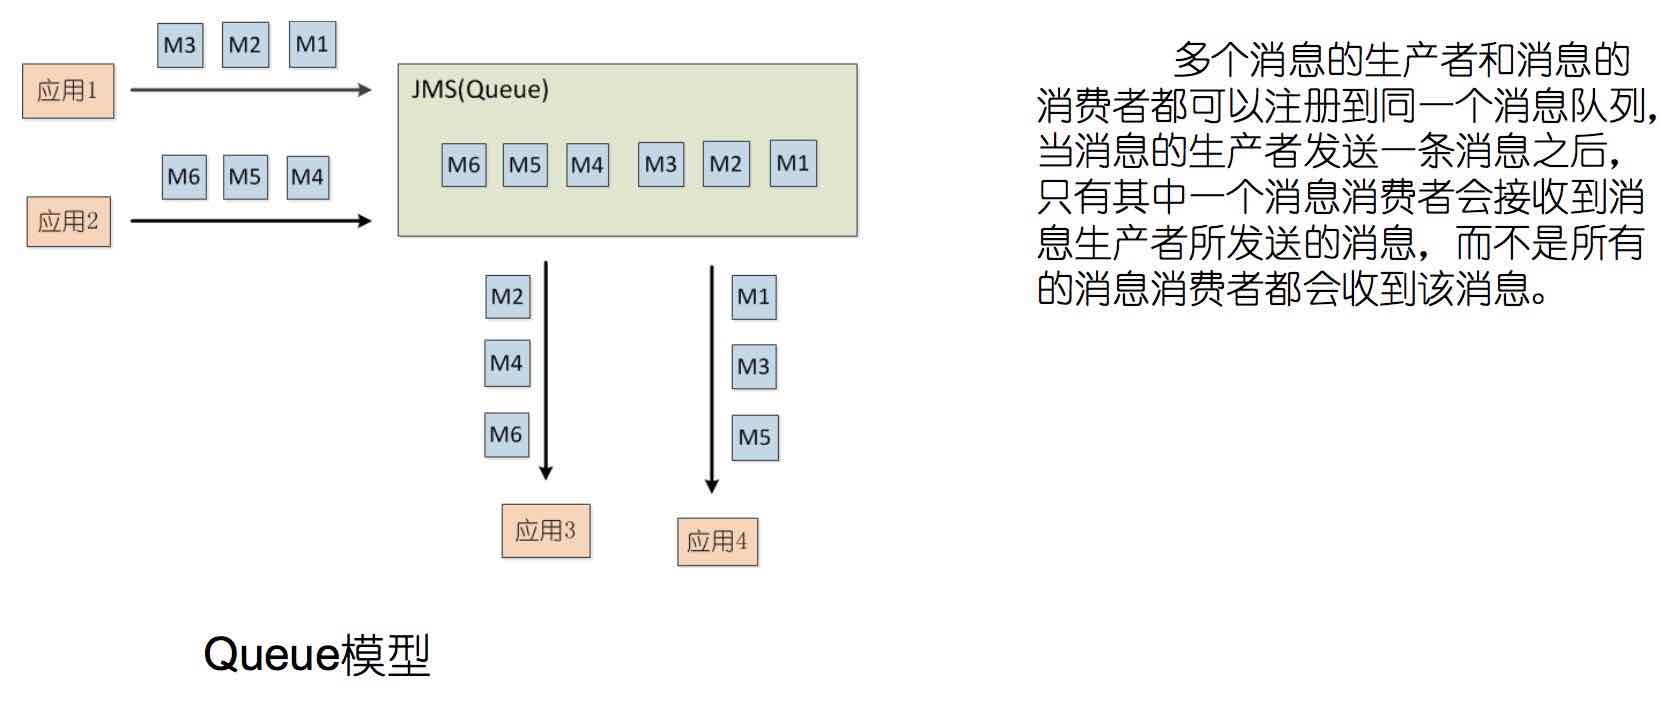 M3 M2 M1
应用1
M6 M5 M4
应用2
JMS(Queue)
M6 M5 M4 M3 M2 M1
M2
M4
M6
应用3
M1
M3
M5
应用4
Queue模型
多个消息的生产者和消息的
消费者都可以注册到同一个消息队列，
当消息的生产者发送一条消息之后，
只有其中一个消息消费者会接收到消
息生产者所发送的消息，而不是所有
的消息消费者都会收到该消息。